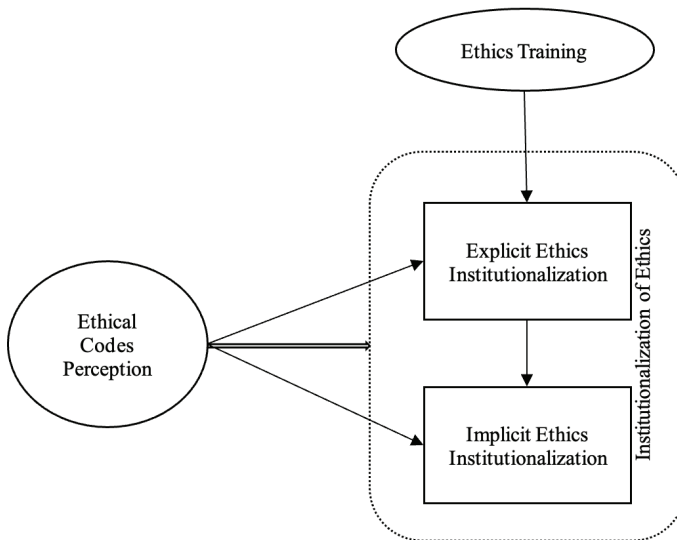 Ethics Training
Explicit Ethics
Institutionalization
Institutionalization of Ethics
Ethical
Codes
Perception
Implicit Ethics
Institutionalization